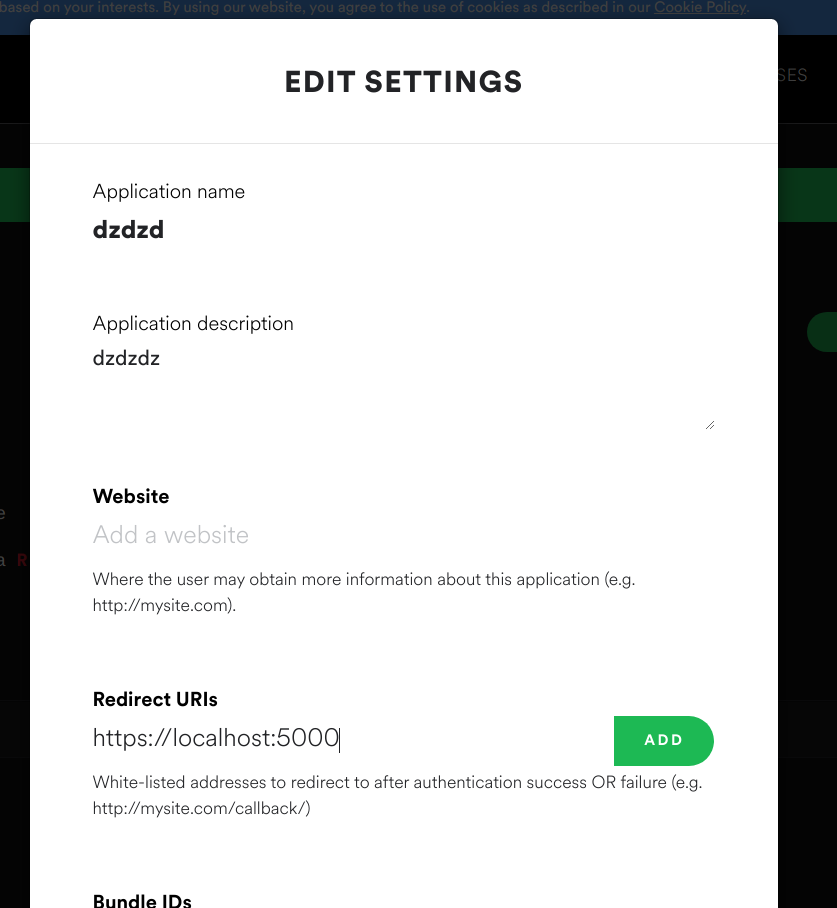 based on your interests. By using our website, you agree to the use of cookies as described in our Cookie Policy.
SES
EDIT SETTINGS
Application name
dzdzd
Application description
dzdzdz
Website
Add a website
Where the user may obtain more information about this application (e.g.
http://mysite.com).
Redirect URIs
https://localhost:5000
ADD
White-listed addresses to redirect to after authentication success OR failure (e.g.
http://mysite.com/callback/)
Bundle IDs